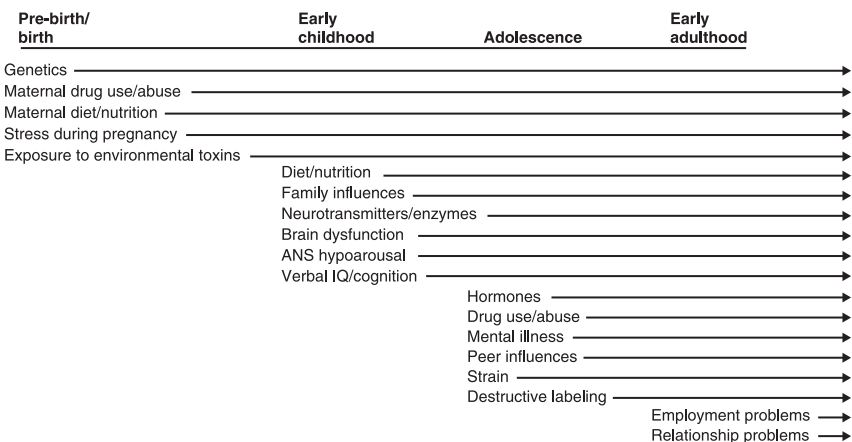 Pre-birth/
birth
Early
childhood
Adolescence
Early
adulthood
Genetics
Maternal drug use/abuse
Maternal diet/nutrition
Stress during pregnancy
Exposure to environmental toxins
Diet/nutrition
Family influences
Neurotransmitters/enzymes
Brain dysfunction
ANS hypoarousal
Verbal IQ/cognition
Hormones
Drug use/abuse
Mental illness
Peer influences
Strain
Destructive labeling
Employment problems
Relationship problems